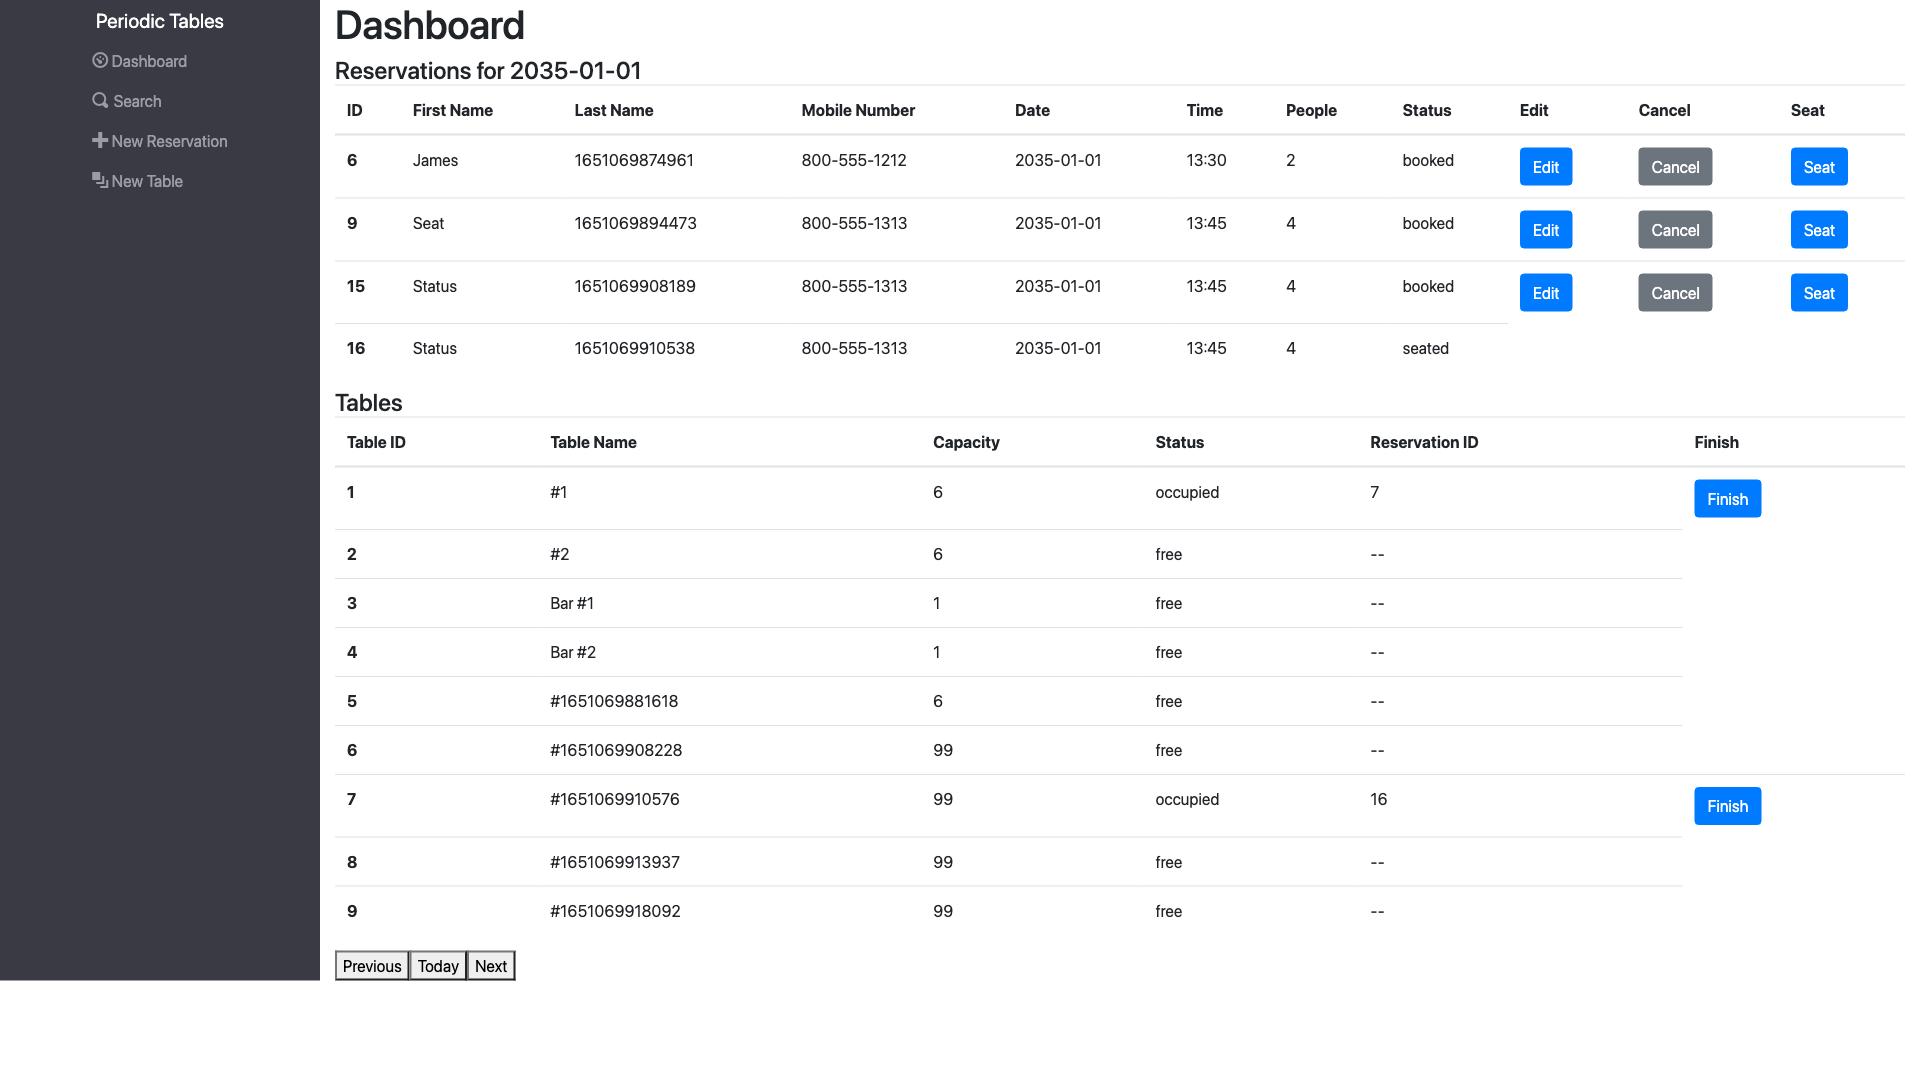 Periodic Tables
Dashboard
Search
New Reservation
New Table
Dashboard
Reservations for 2035-01-01
ID First Name Last Name Mobile Number Date Time People Status Edit Cancel Seat
6 James 1651069874961 800-555-1212 2035-01-01 13:30 2 booked Edit Cancel Seat
9 Seat 1651069894473 800-555-1313 2035-01-01 13:45 4 booked Edit Cancel Seat
15 Status 1651069908189 800-555-1313 2035-01-01 13:45 4 booked Edit Cancel Seat
16 Status 1651069910538 800-555-1313 2035-01-01 13:45 4 seated
Tables
Table ID Table Name Capacity Status Reservation ID Finish
1 #1 6 occupied 7 Finish
2 #2 6 free --
3 Bar #1 1 free --
4 Bar #2 1 free --
5 #1651069881618 6 free --
6 #1651069908228 99 free --
7 #1651069910576 99 occupied 16 Finish
8 #1651069913937 99 free --
9 #1651069918092 99 free --
Previous Today Next